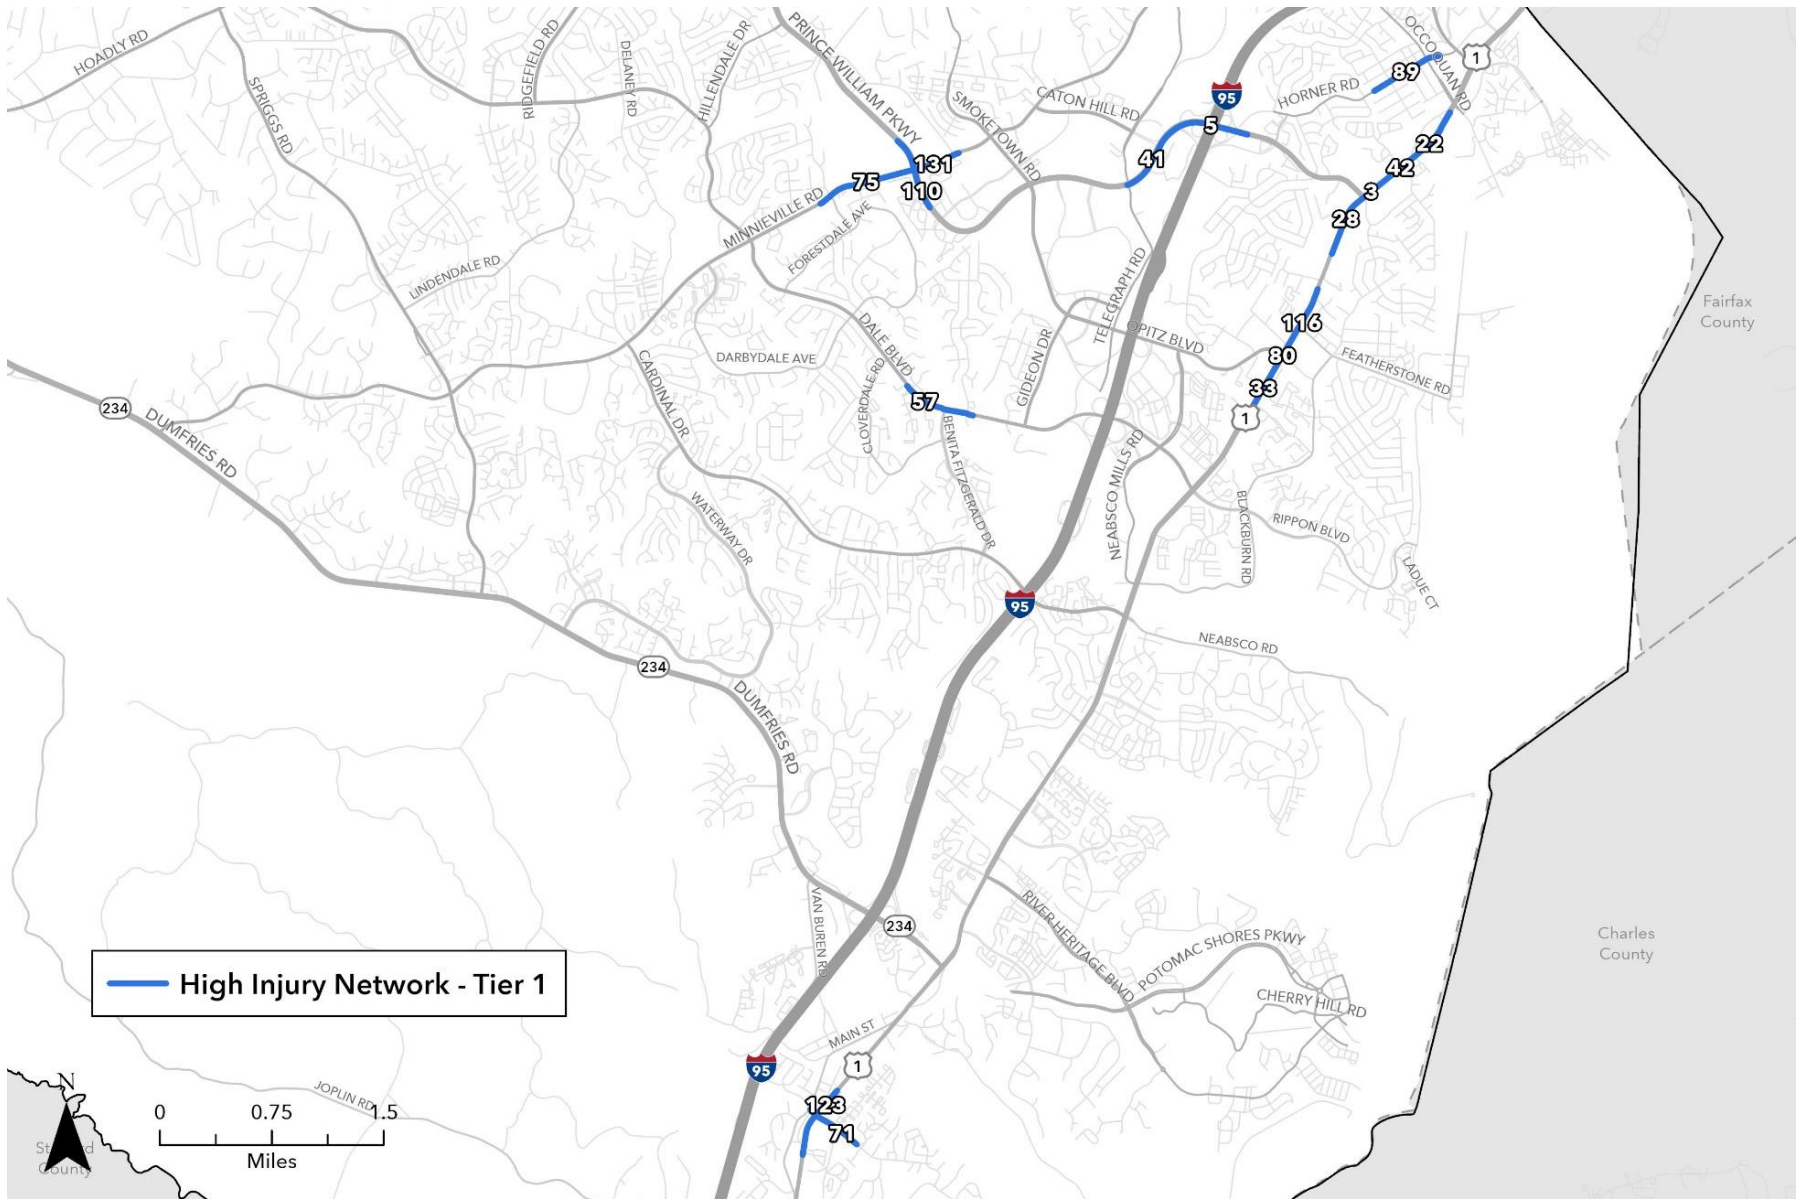 HOADLY RD
SPRIGGS RD
RIDGEFIELD RD
DELANEY RD
HILLENDALE DR
PRINCE WILLIAM PKWY
SMOKETOWN RD
CATON HILL RD
95
HORNER RD
89
OCCOQUAN RD
1
5
41
22
42
3
28
131
75
110
MINNIEVILLE RD
FORESTDALE AVE
LINDENDALE RD
TELEGRAPH RD
Fairfax
County
116
OPITZ BLVD
80
FEATHERSTONE RD
33
1
DALE BLVD
DARBYDALE AVE
GIDEON DR
CARDINAL DR
CLOVERDALE RD
57
234
DUMFRIES RD
BENITA FITZGERALD DR
NEABSCO MILLS RD
WATERWAY DR
BLACKBURN RD
RIPPON BLVD
LADUE CT
95
NEABSCO RD
234
DUMFRIES RD
VAN BUREN RD
234
RIVER HERITAGE BLVD
POTOMAC SHORES PKWY
CHERRY HILL RD
Charles
County
High Injury Network - Tier 1
MAIN ST
1
95
123
71
JOPLIN RD
N
0 0.75 1.5
Miles
County